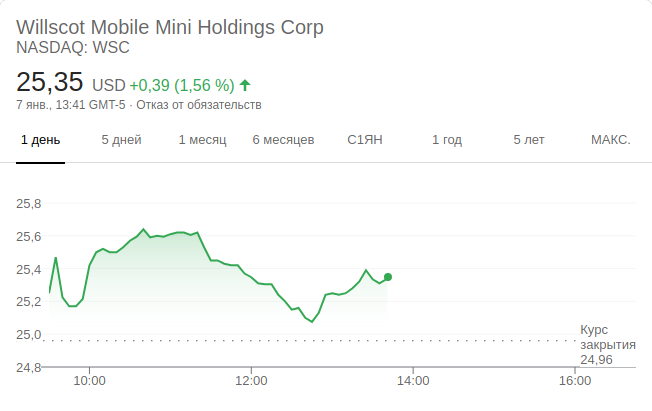 Willscot Mobile Mini Holdings Corp
NASDAQ: WSC
25,35 USD +0,39 (1,56 %)
7 янв., 13:41 GMT-5 · Отказ от обязательств
1 день 5 дней 1 месяц 6 месяцев С1ЯН 1 год 5 лет МАКС.
25,8
25,6
25,4
25,2
25,0
Курс
закрытия
24,96
24,8
10:00 12:00 14:00 16:00